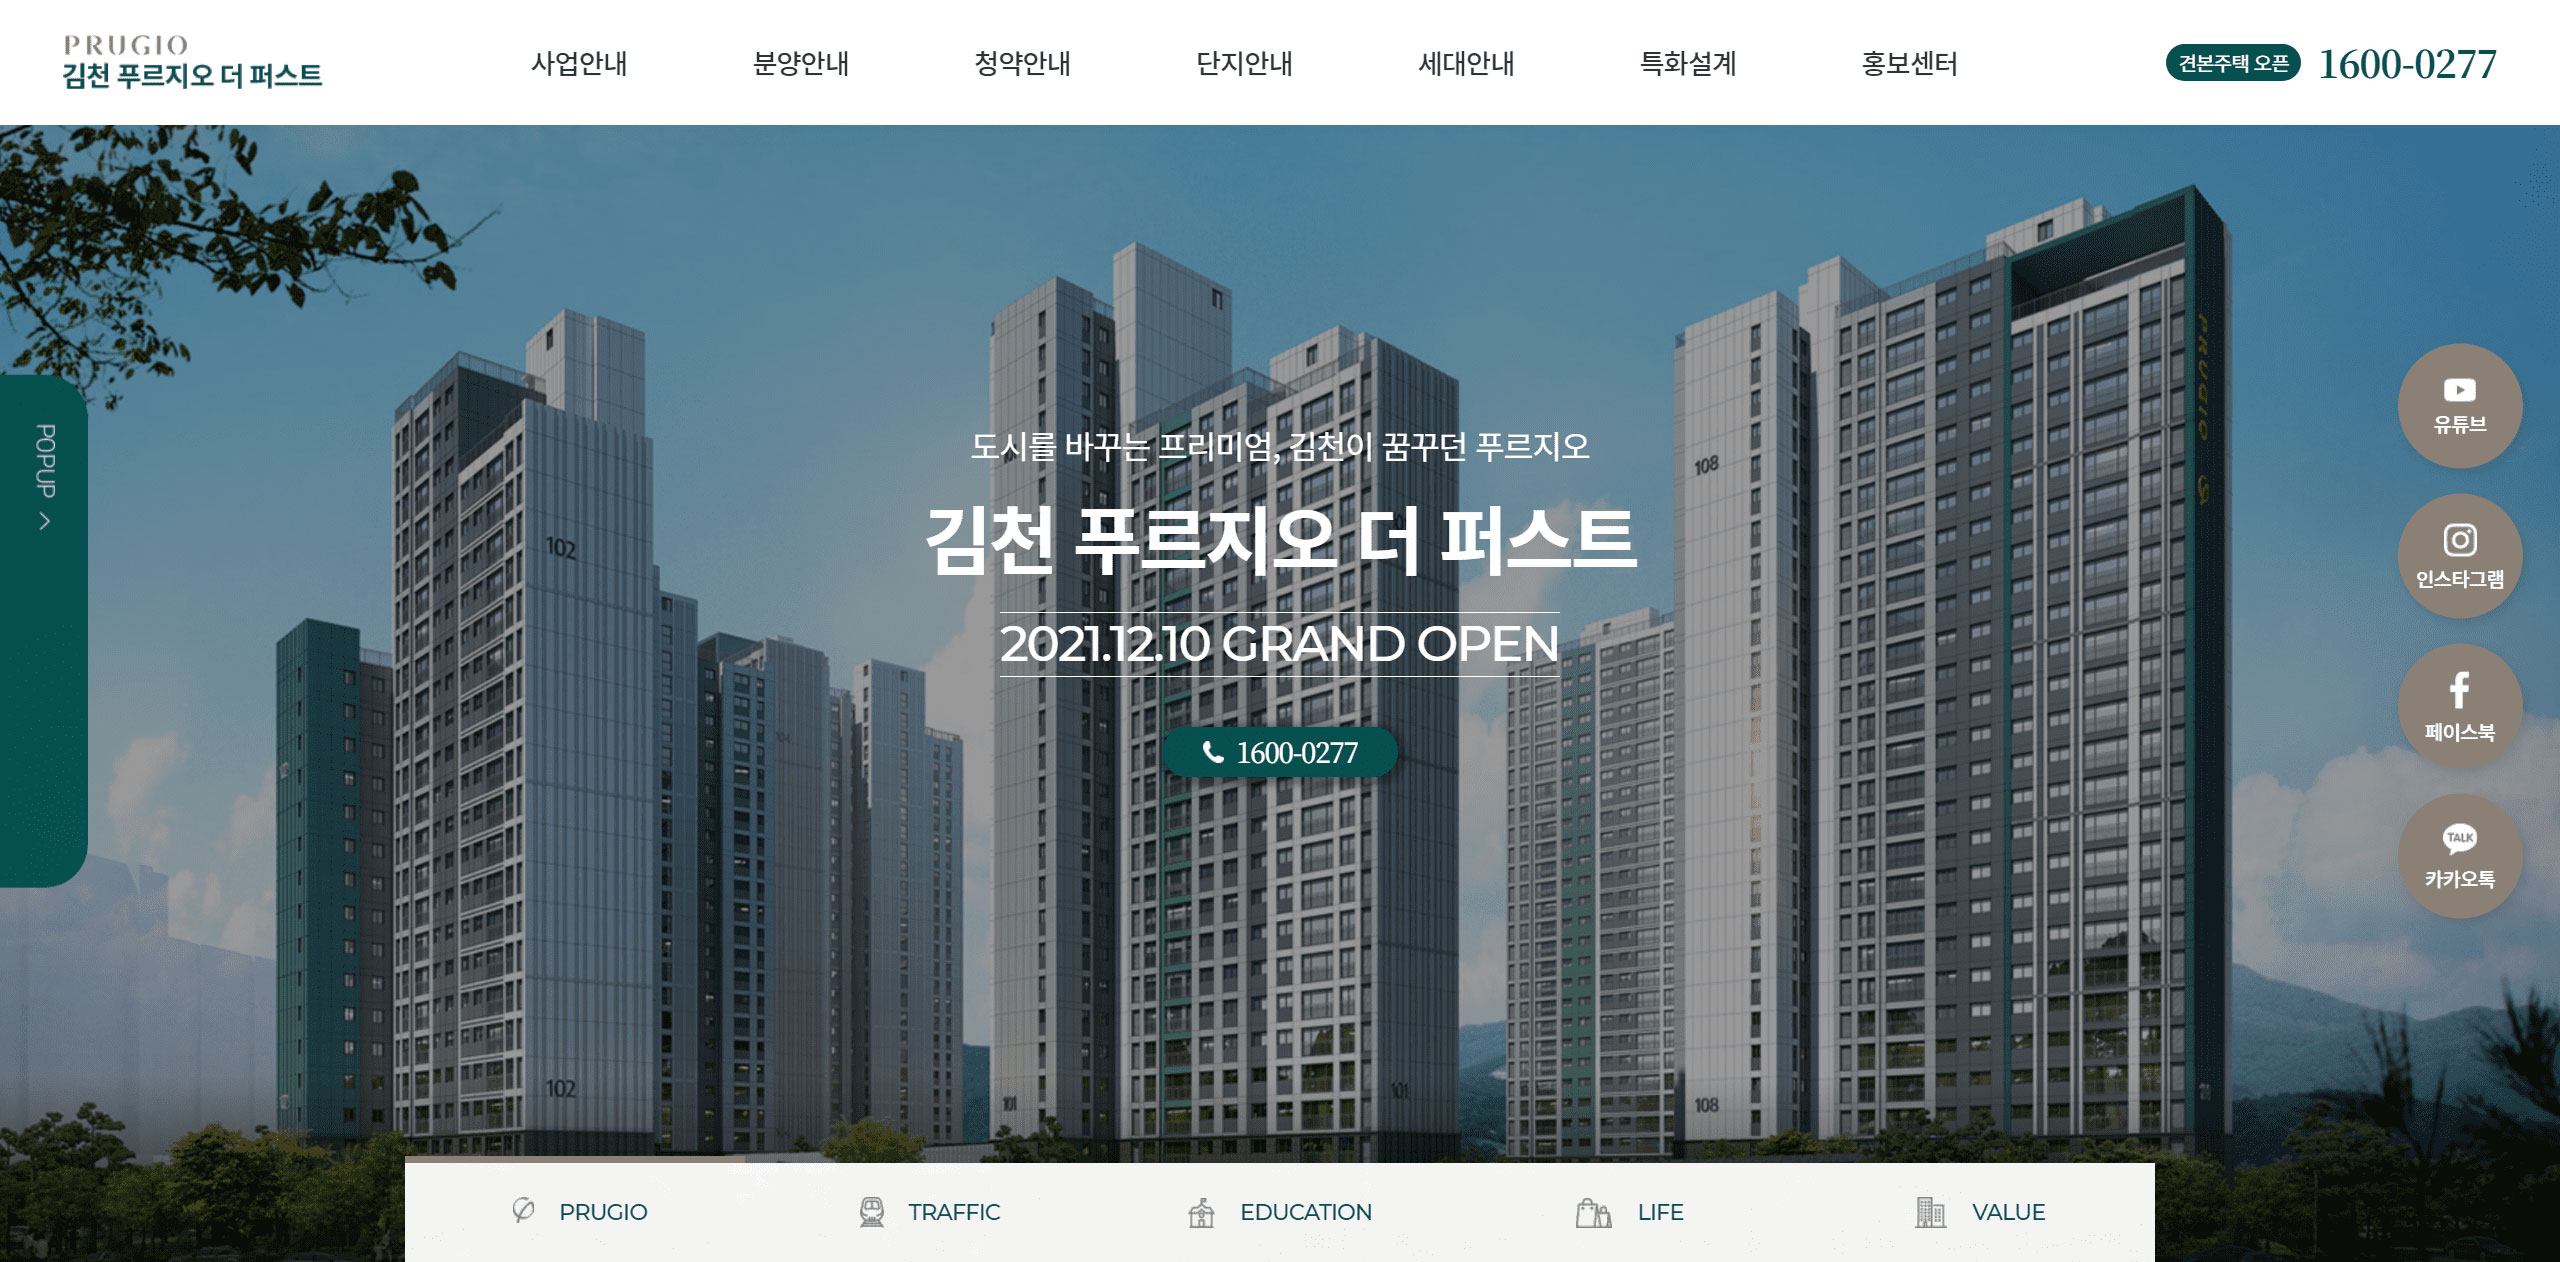 PRUGIO
김천 푸르지오 더 퍼스트
사업안내
분양안내
청약안내
단지안내
세대안내
특화설계
홍보센터
견본주택 오픈
1600-0277
POPUP
도시를 바꾸는 프리미엄, 김천이 꿈꾸던 푸르지오
김천 푸르지오 더 퍼스트
2021.12.10 GRAND OPEN
1600-0277
유튜브
인스타그램
페이스북
TALK
카카오톡
102
102
101
101
108
108
PRUGIO
PRUGIO
TRAFFIC
EDUCATION
LIFE
VALUE